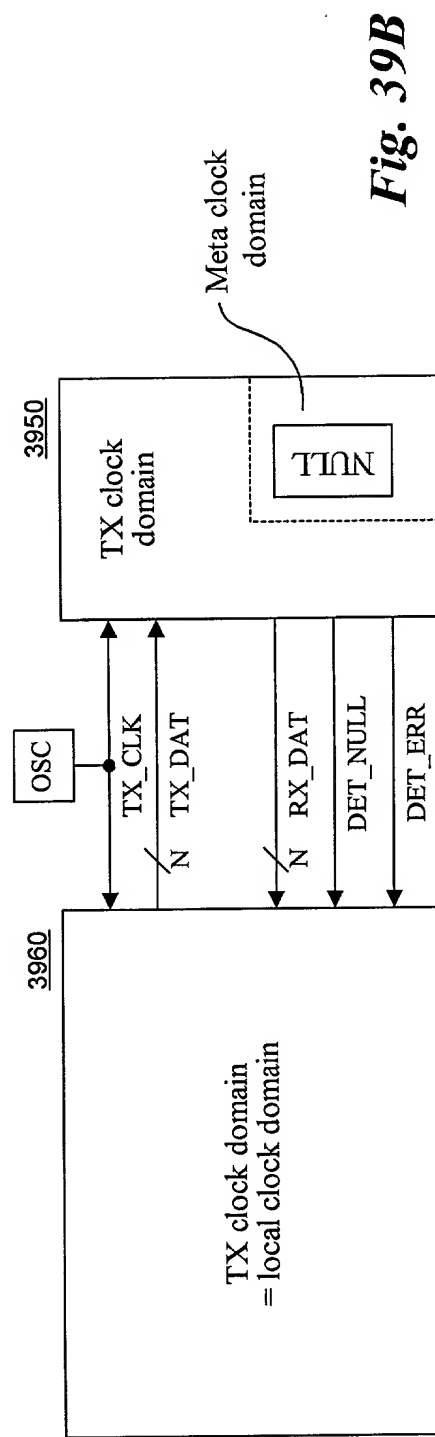 3960
TX clock domain
= local clock domain
OSC
TX_CLK
N TX_DAT
N RX_DAT
DET_NULL
DET_ERR
3950
TX clock
domain
NULL
Meta clock
domain
Fig. 39B